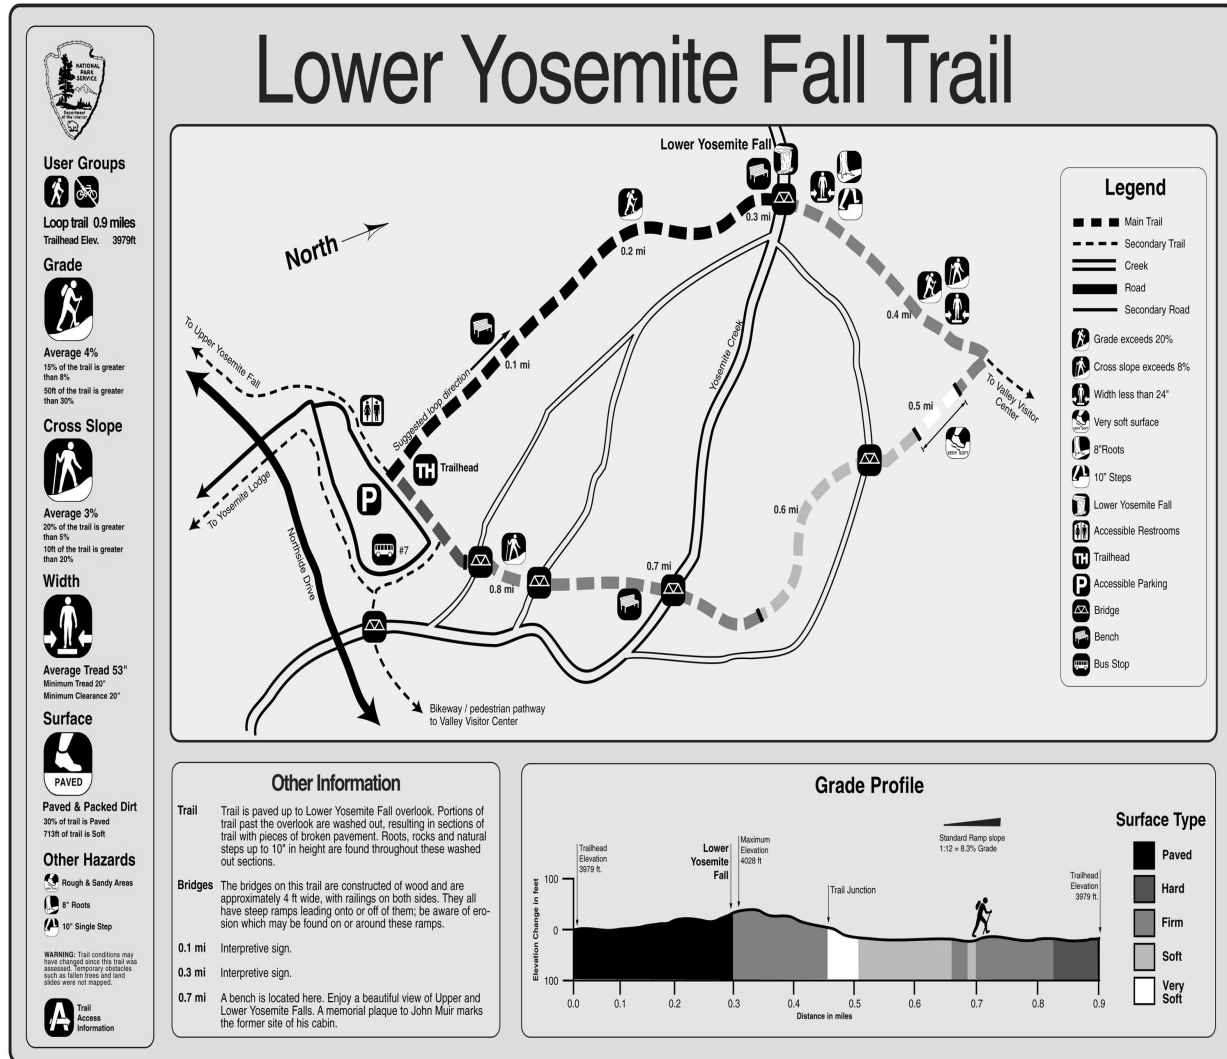 Lower Yosemite Fall Trail
NATIONAL
PARK
SERVICE
Department
of the Interior
User Groups
Loop trail 0.9 miles
Trailhead Elev. 3979ft
Grade
Average 4%
15% of the trail is greater
than 8%
50ft of the trail is greater
than 30%
Cross Slope
Average 3%
20% of the trail is greater
than 5%
10ft of the trail is greater
than 20%
Width
Average Tread 53"
Minimum Tread 20"
Minimum Clearance 20"
Surface
PAVED
Paved & Packed Dirt
30% of trail is Paved
713ft of trail is Soft
Other Hazards
Rough & Sandy Areas
8" Roots
10" Single Step
WARNING: Trail conditions may
have changed since this trail was
assessed. Temporary obstacles
such as fallen trees and land
slides were not mapped.
Trail
Access
Information
North
Lower Yosemite Fall
0.3 mi
0.2 mi
0.1 mi
Suggested loop direction
To Upper Yosemite Fall
To Yosemite Lodge
Northside Drive
TH Trailhead
P
#7
0.8 mi
0.7 mi
0.6 mi
0.5 mi
0.4 mi
VERY SOFT
Yosemite Creek
To Valley Visitor
Center
Bikeway / pedestrian pathway
to Valley Visitor Center
Legend
Main Trail
Secondary Trail
Creek
Road
Secondary Road
Grade exceeds 20%
Cross slope exceeds 8%
Width less than 24"
VERY SOFT
Very soft surface
8"Roots
10" Steps
Lower Yosemite Fall
Accessible Restrooms
TH Trailhead
P Accessible Parking
Bridge
Bench
Bus Stop
Other Information
Trail Trail is paved up to Lower Yosemite Fall overlook. Portions of
trail past the overlook are washed out, resulting in sections of
trail with pieces of broken pavement. Roots, rocks and natural
steps up to 10" in height are found throughout these washed
out sections.
Bridges The bridges on this trail are constructed of wood and are
approximately 4 ft wide, with railings on both sides. They all
have steep ramps leading onto or off of them; be aware of ero-
sion which may be found on or around these ramps.
0.1 mi Interpretive sign.
0.3 mi Interpretive sign.
0.7 mi A bench is located here. Enjoy a beautiful view of Upper and
Lower Yosemite Falls. A memorial plaque to John Muir marks
the former site of his cabin.
Grade Profile
Elevation Change in feet
100
0
100
Trailhead
Elevation
3979 ft.
Lower
Yosemite
Fall
Maximum
Elevation
4028 ft
Trail Junction
Standard Ramp slope
1:12 = 8.3% Grade
Trailhead
Elevation
3979 ft.
0.0 0.1 0.2 0.3 0.4 0.5 0.6 0.7 0.8 0.9
Distance in miles
Surface Type
Paved
Hard
Firm
Soft
Very
Soft